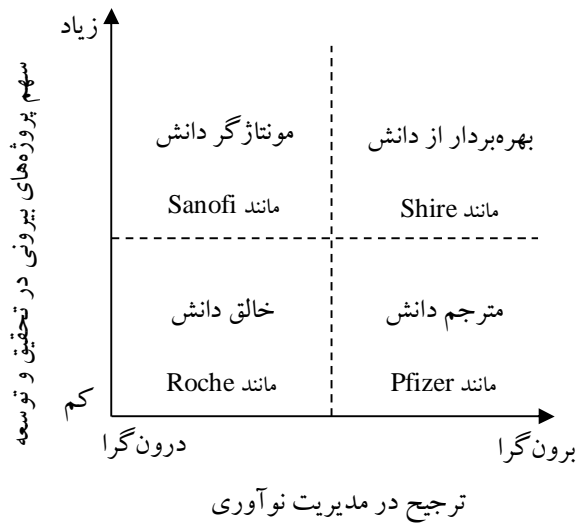 زیاد
سهم پروژه‌های بیرونی در تحقیق و توسعه
بهره‌بردار از دانش
مونتاژگر دانش
مانند Shire
مانند Sanofi
مترجم دانش
خالق دانش
مانند Pfizer
مانند Roche
کم
درون‌گرا
برون‌گرا
ترجیح در مدیریت نوآوری